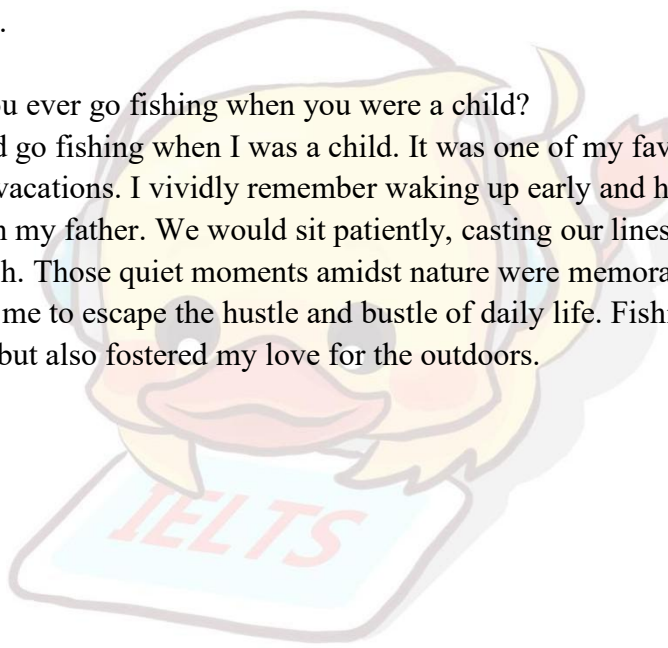 .
ou ever go fishing when you were a child?
d go fishing when I was a child. It was one of my fav
vacations. I vividly remember waking up early and h
n my father. We would sit patiently, casting our lines
h. Those quiet moments amidst nature were memora
me to escape the hustle and bustle of daily life. Fish
but also fostered my love for the outdoors.
IELTS